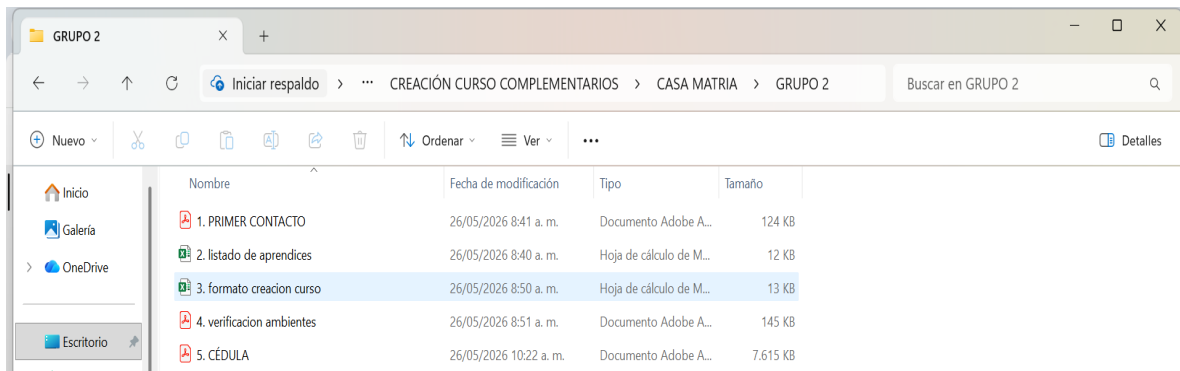 GRUPO 2
Iniciar respaldo > ... CREACIÓN CURSO COMPLEMENTARIOS > CASA MATRIA > GRUPO 2 Buscar en GRUPO 2
Nuevo Ordenar Ver ... Detalles
Inicio
Galería
OneDrive
Escritorio
Nombre Fecha de modificación Tipo Tamaño
1. PRIMER CONTACTO 26/05/2026 8:41 a. m. Documento Adobe A... 124 KB
2. listado de aprendices 26/05/2026 8:40 a. m. Hoja de cálculo de M... 12 KB
3. formato creacion curso 26/05/2026 8:50 a. m. Hoja de cálculo de M... 13 KB
4. verificacion ambientes 26/05/2026 8:51 a. m. Documento Adobe A... 145 KB
5. CÉDULA 26/05/2026 10:22 a. m. Documento Adobe A... 7.615 KB